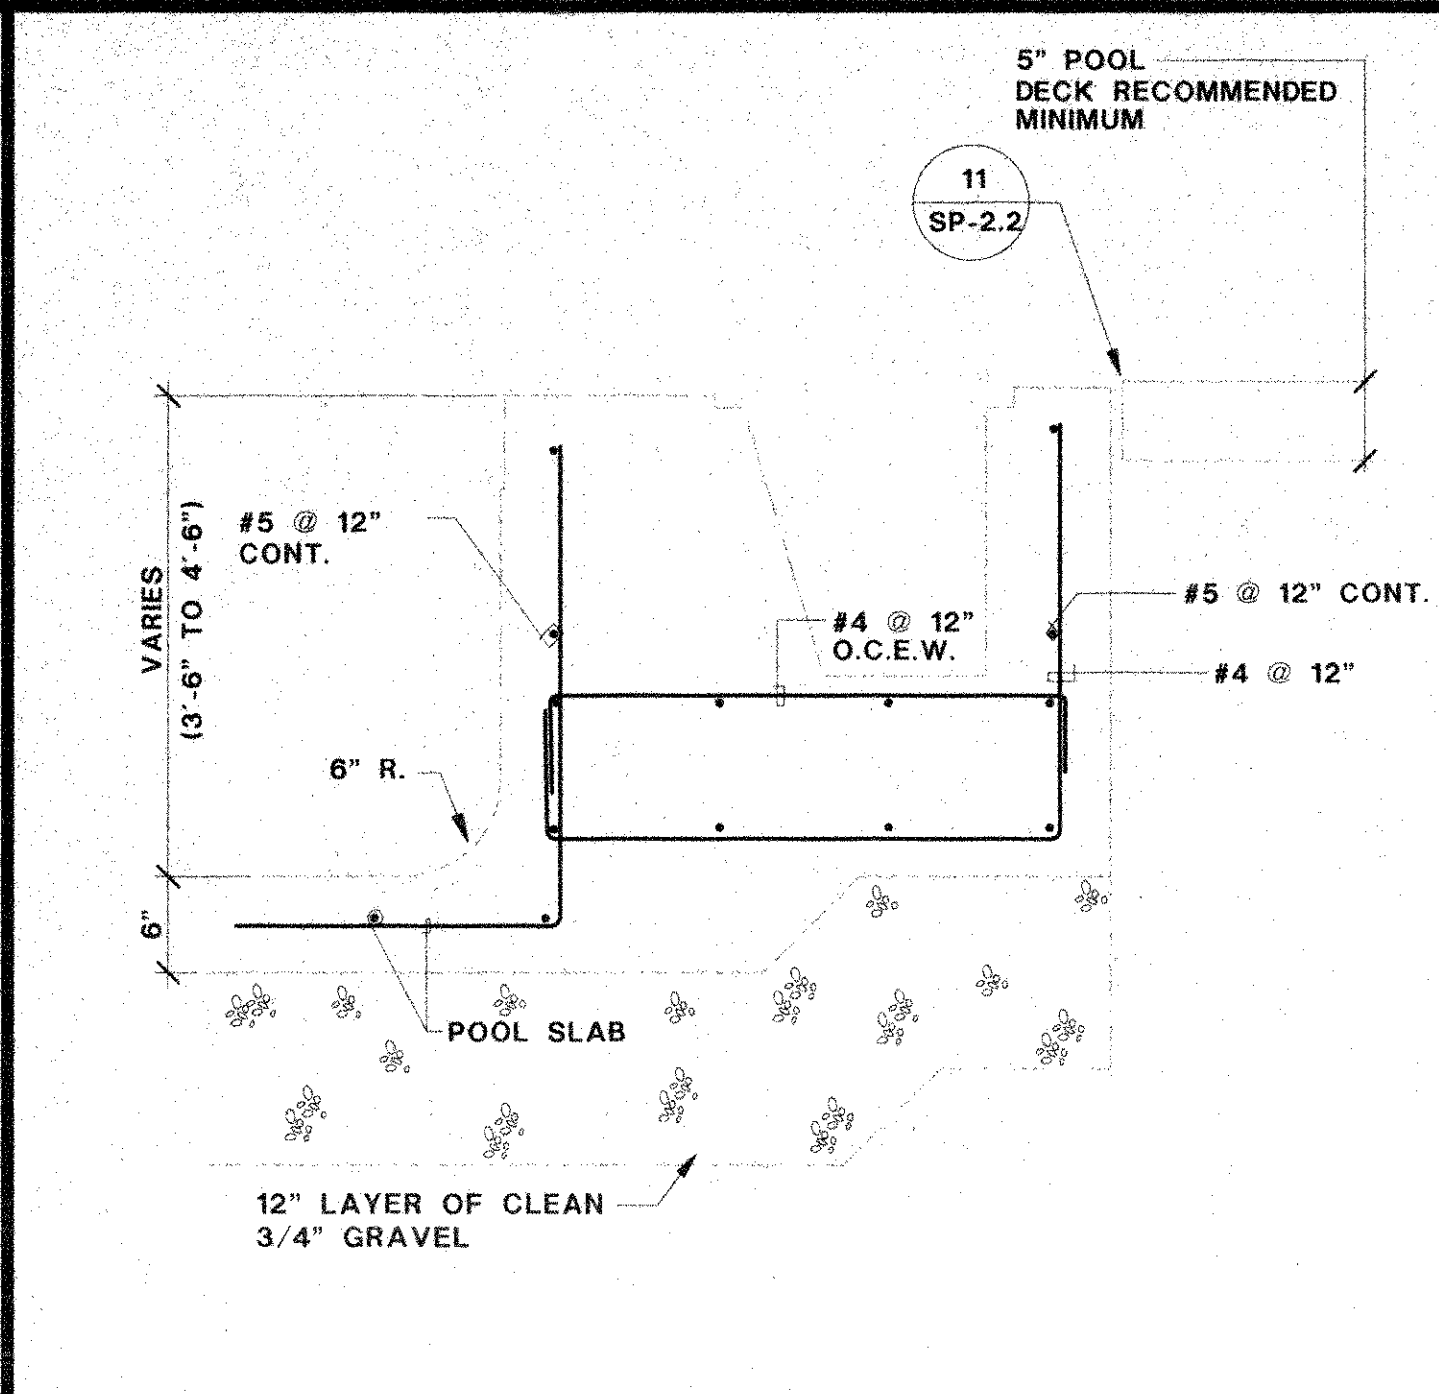 5" POOL
DECK RECOMMENDED
MINIMUM
11
SP-2.2
VARIES
(3'-6" TO 4'-6")
#5 @ 12"
CONT.
#4 @ 12"
O.C.E.W.
#5 @ 12" CONT.
#4 @ 12"
6" R.
6"
POOL SLAB
12" LAYER OF CLEAN
3/4" GRAVEL